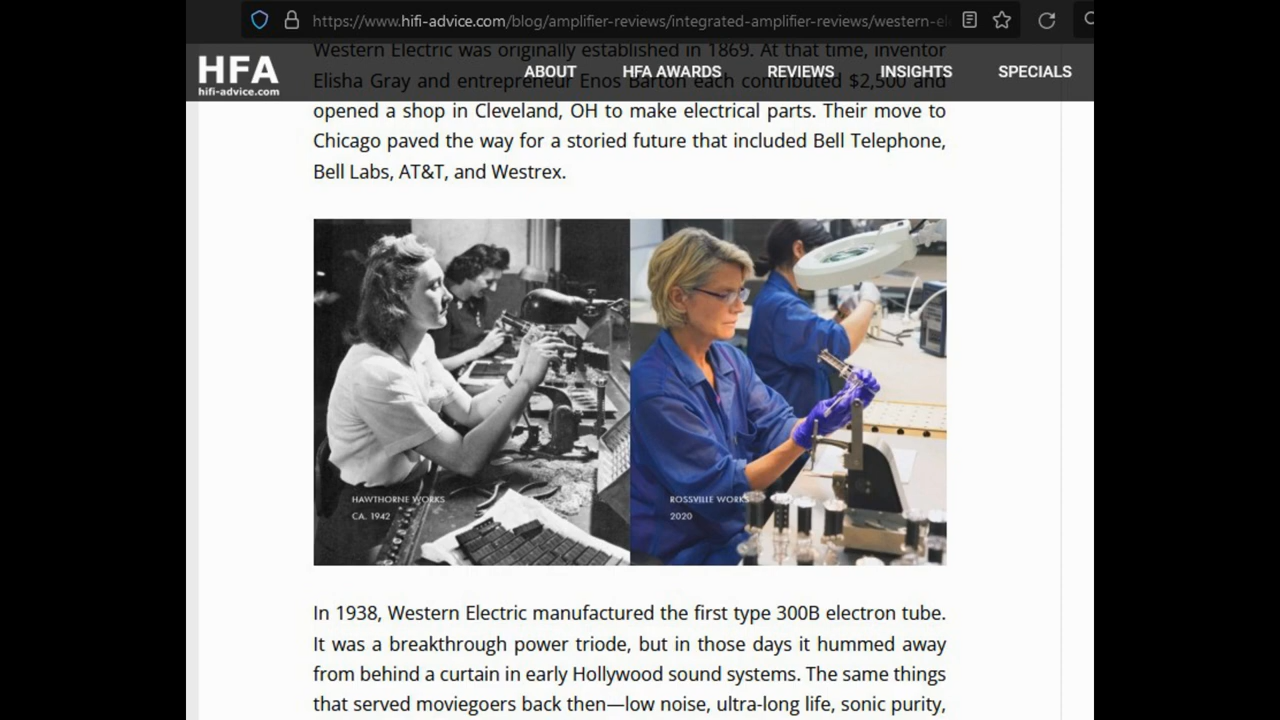 https://www.hifi-advice.com/blog/amplifier-reviews/integrated-amplifier-reviews/western-el
HFA
hifi-advice.com
ABOUT
HFA AWARDS
REVIEWS
INSIGHTS
SPECIALS
Western Electric was originally established in 1869. At that time, inventor
Elisha Gray and entrepreneur Enos Barton each contributed $2,500 and
opened a shop in Cleveland, OH to make electrical parts. Their move to
Chicago paved the way for a storied future that included Bell Telephone,
Bell Labs, AT&T, and Westrex.
HAWTHORNE WORKS
CA. 1942
ROSSVILLE WORKS
2020
In 1938, Western Electric manufactured the first type 300B electron tube.
It was a breakthrough power triode, but in those days it hummed away
from behind a curtain in early Hollywood sound systems. The same things
that served moviegoers back then—low noise, ultra-long life, sonic purity,